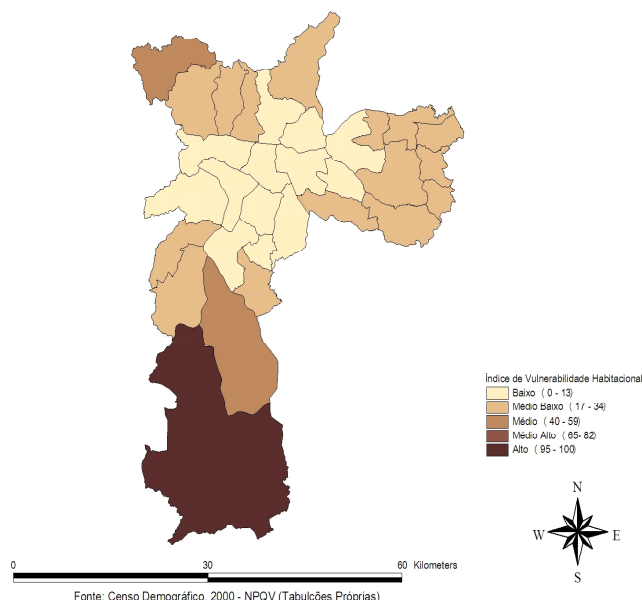 Índice de Vulnerabilidade Habitacional
Baixo ( 0 - 13)
Médio Baixo ( 17 - 34)
Médio ( 40 - 59)
Médio Alto ( 65- 82)
Alto ( 95 - 100)
N
W E
S
0 30 60 Kilometers
Fonte: Censo Demográfico, 2000 - NPQV (Tabulções Próprias)